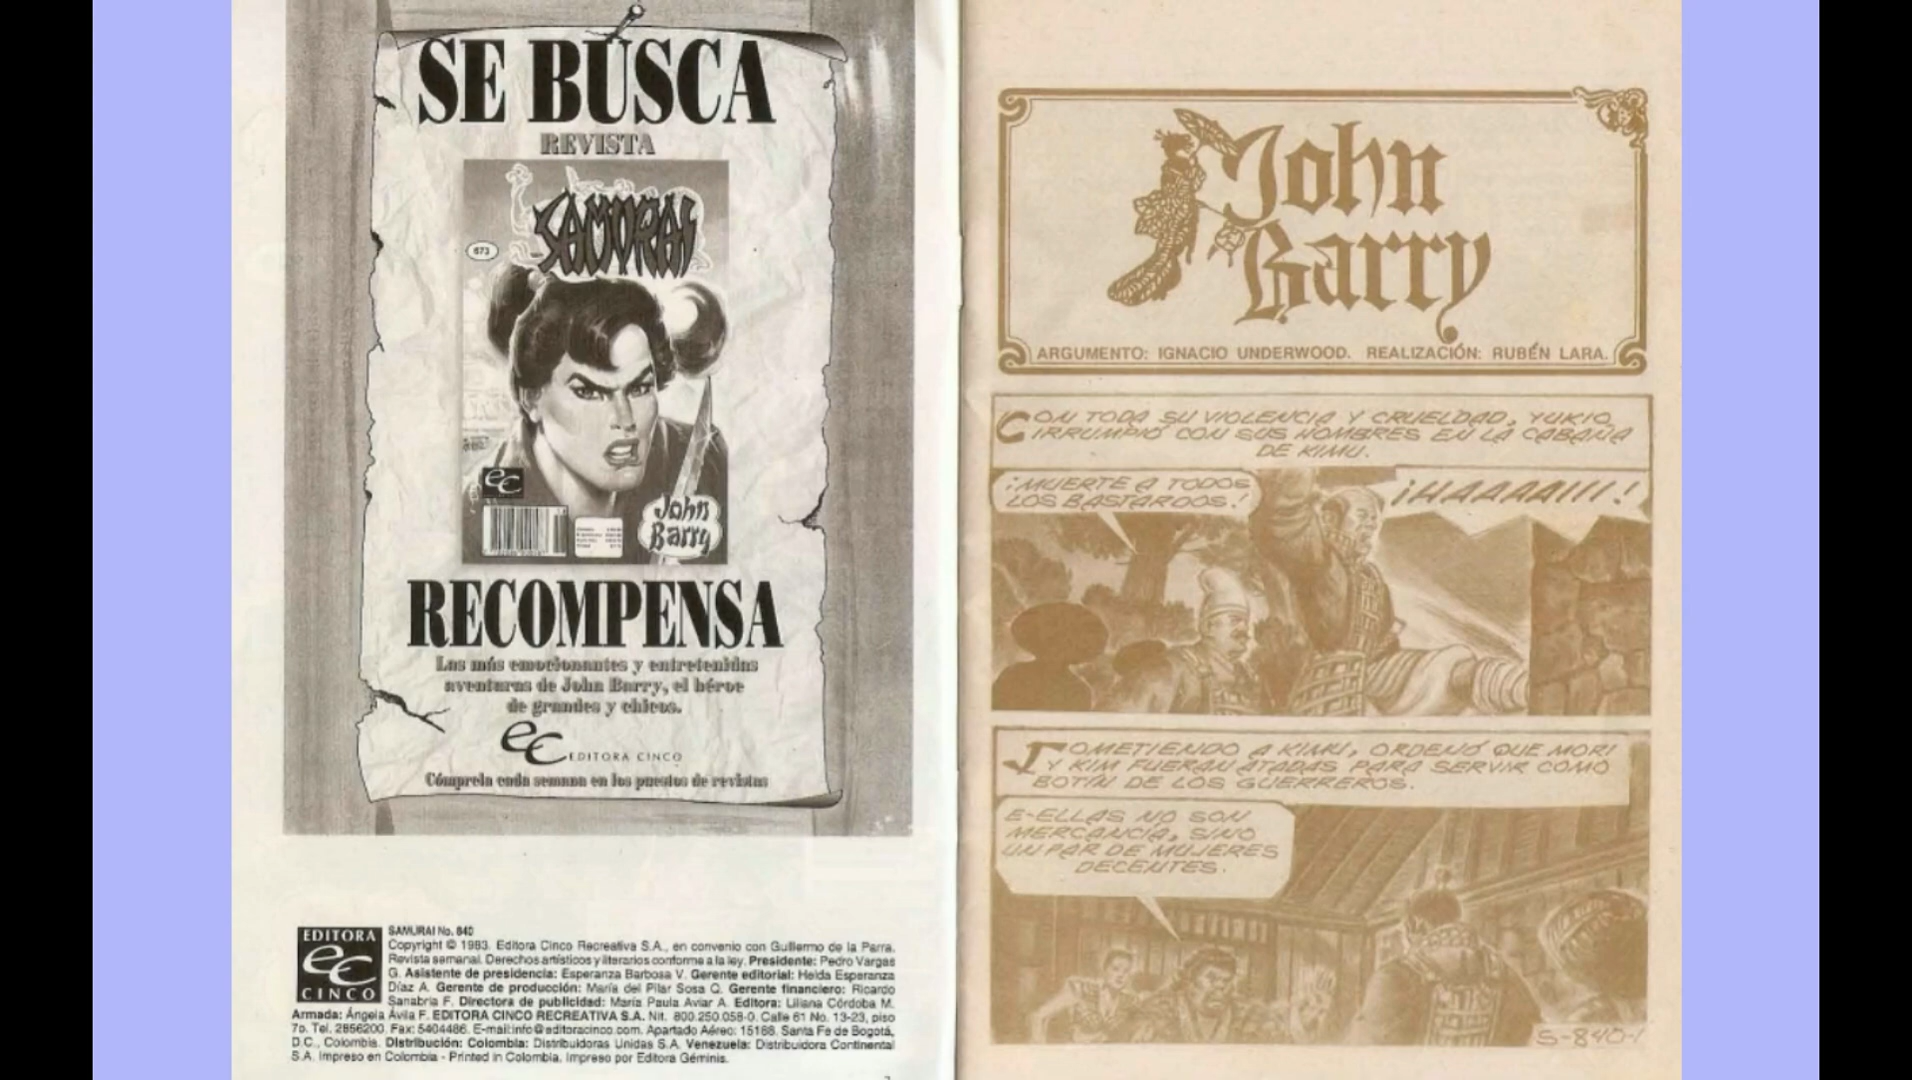 SE BUSCA
REVISTA
SAMURAI
673
ec
John
Barry
RECOMPENSA
Las más emocionantes y entretenidas
aventuras de John Barry, el héroe
de grandes y chicos.
ec EDITORA CINCO
Cómprela cada semana en los puestos de revistas
EDITORA
ec
CINCO
SAMURAI No. 840
Copyright © 1983. Editora Cinco Recreativa S.A., en convenio con Guillermo de la Parra.
Revista semanal. Derechos artísticos y literarios conforme a la ley. Presidente: Pedro Vargas
G. Asistente de presidencia: Esperanza Barbosa V. Gerente editorial: Helda Esperanza
Díaz A. Gerente de producción: María del Pilar Sosa Q. Gerente financiero: Ricardo
Sanabria F. Directora de publicidad: María Paula Aviar A. Editora: Liliana Córdoba M.
Armada: Ángela Ávila F. EDITORA CINCO RECREATIVA S.A. Nit. 800.250.058-0. Calle 61 No. 13-23, piso
7o. Tel. 2856200. Fax: 5404486. E-mail:info@editoracinco.com. Apartado Aéreo: 15188. Santa Fe de Bogotá,
D.C., Colombia. Distribución: Colombia: Distribuidoras Unidas S.A. Venezuela: Distribuidora Continental
S.A. Impreso en Colombia - Printed in Colombia. Impreso por Editora Géminis.
John
Barry
ARGUMENTO: IGNACIO UNDERWOOD. REALIZACIÓN: RUBÉN LARA.
CON TODA SU VIOLENCIA Y CRUELDAD, YUKIO
IRRUMPIÓ CON SUS HOMBRES EN LA CABAÑA
DE KIMU.
¡MUERTE A TODOS
LOS BASTARDOS!
¡HAAAAAIII!
SOMETIENDO A KIMU, ORDENÓ QUE MORI
Y KIM FUERAN ATADAS PARA SERVIR COMO
BOTÍN DE LOS GUERREROS.
E-ELLAS NO SON
MERCANCÍA, SINO
UN PAR DE MUJERES
DECENTES.
S-840-1